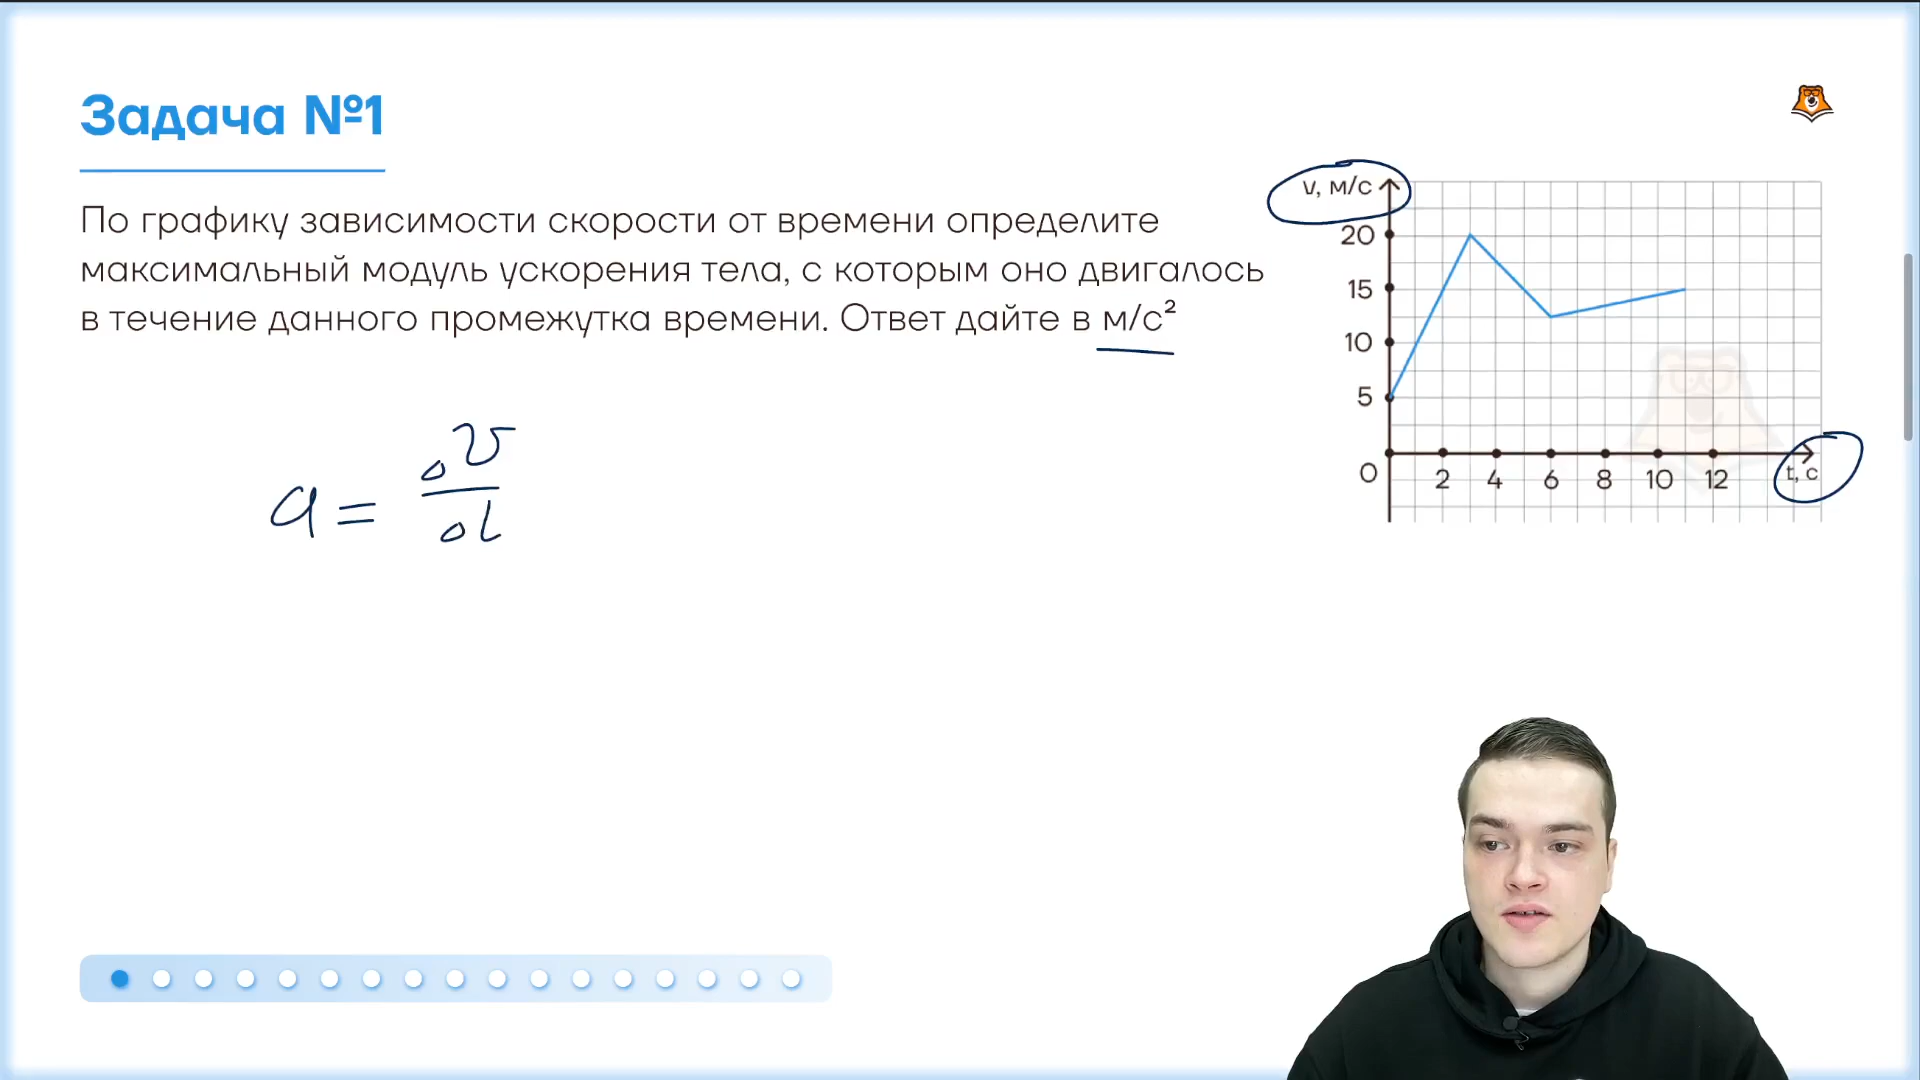 Задача №1
По графику зависимости скорости от времени определите
максимальный модуль ускорения тела, с которым оно двигалось
в течение данного промежутка времени. Ответ дайте в м/с²
v, м/с
20
15
10
5
0 2 4 6 8 10 12
t, с
a = ΔV
Δt